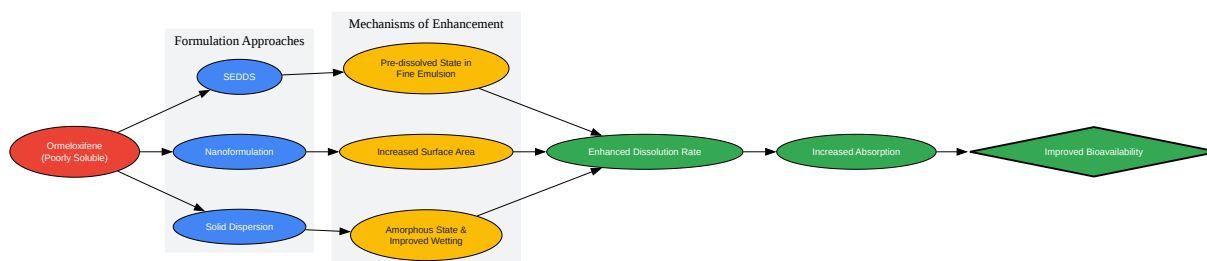 Formulation Approaches
Mechanisms of Enhancement
SEDDS
Pre-dissolved State in
Fine Emulsion
Ormeloxifene
(Poorly Soluble)
Nanoformulation
Increased Surface Area
Enhanced Dissolution Rate
Increased Absorption
Improved Bioavailability
Solid Dispersion
Amorphous State &
Improved Wetting